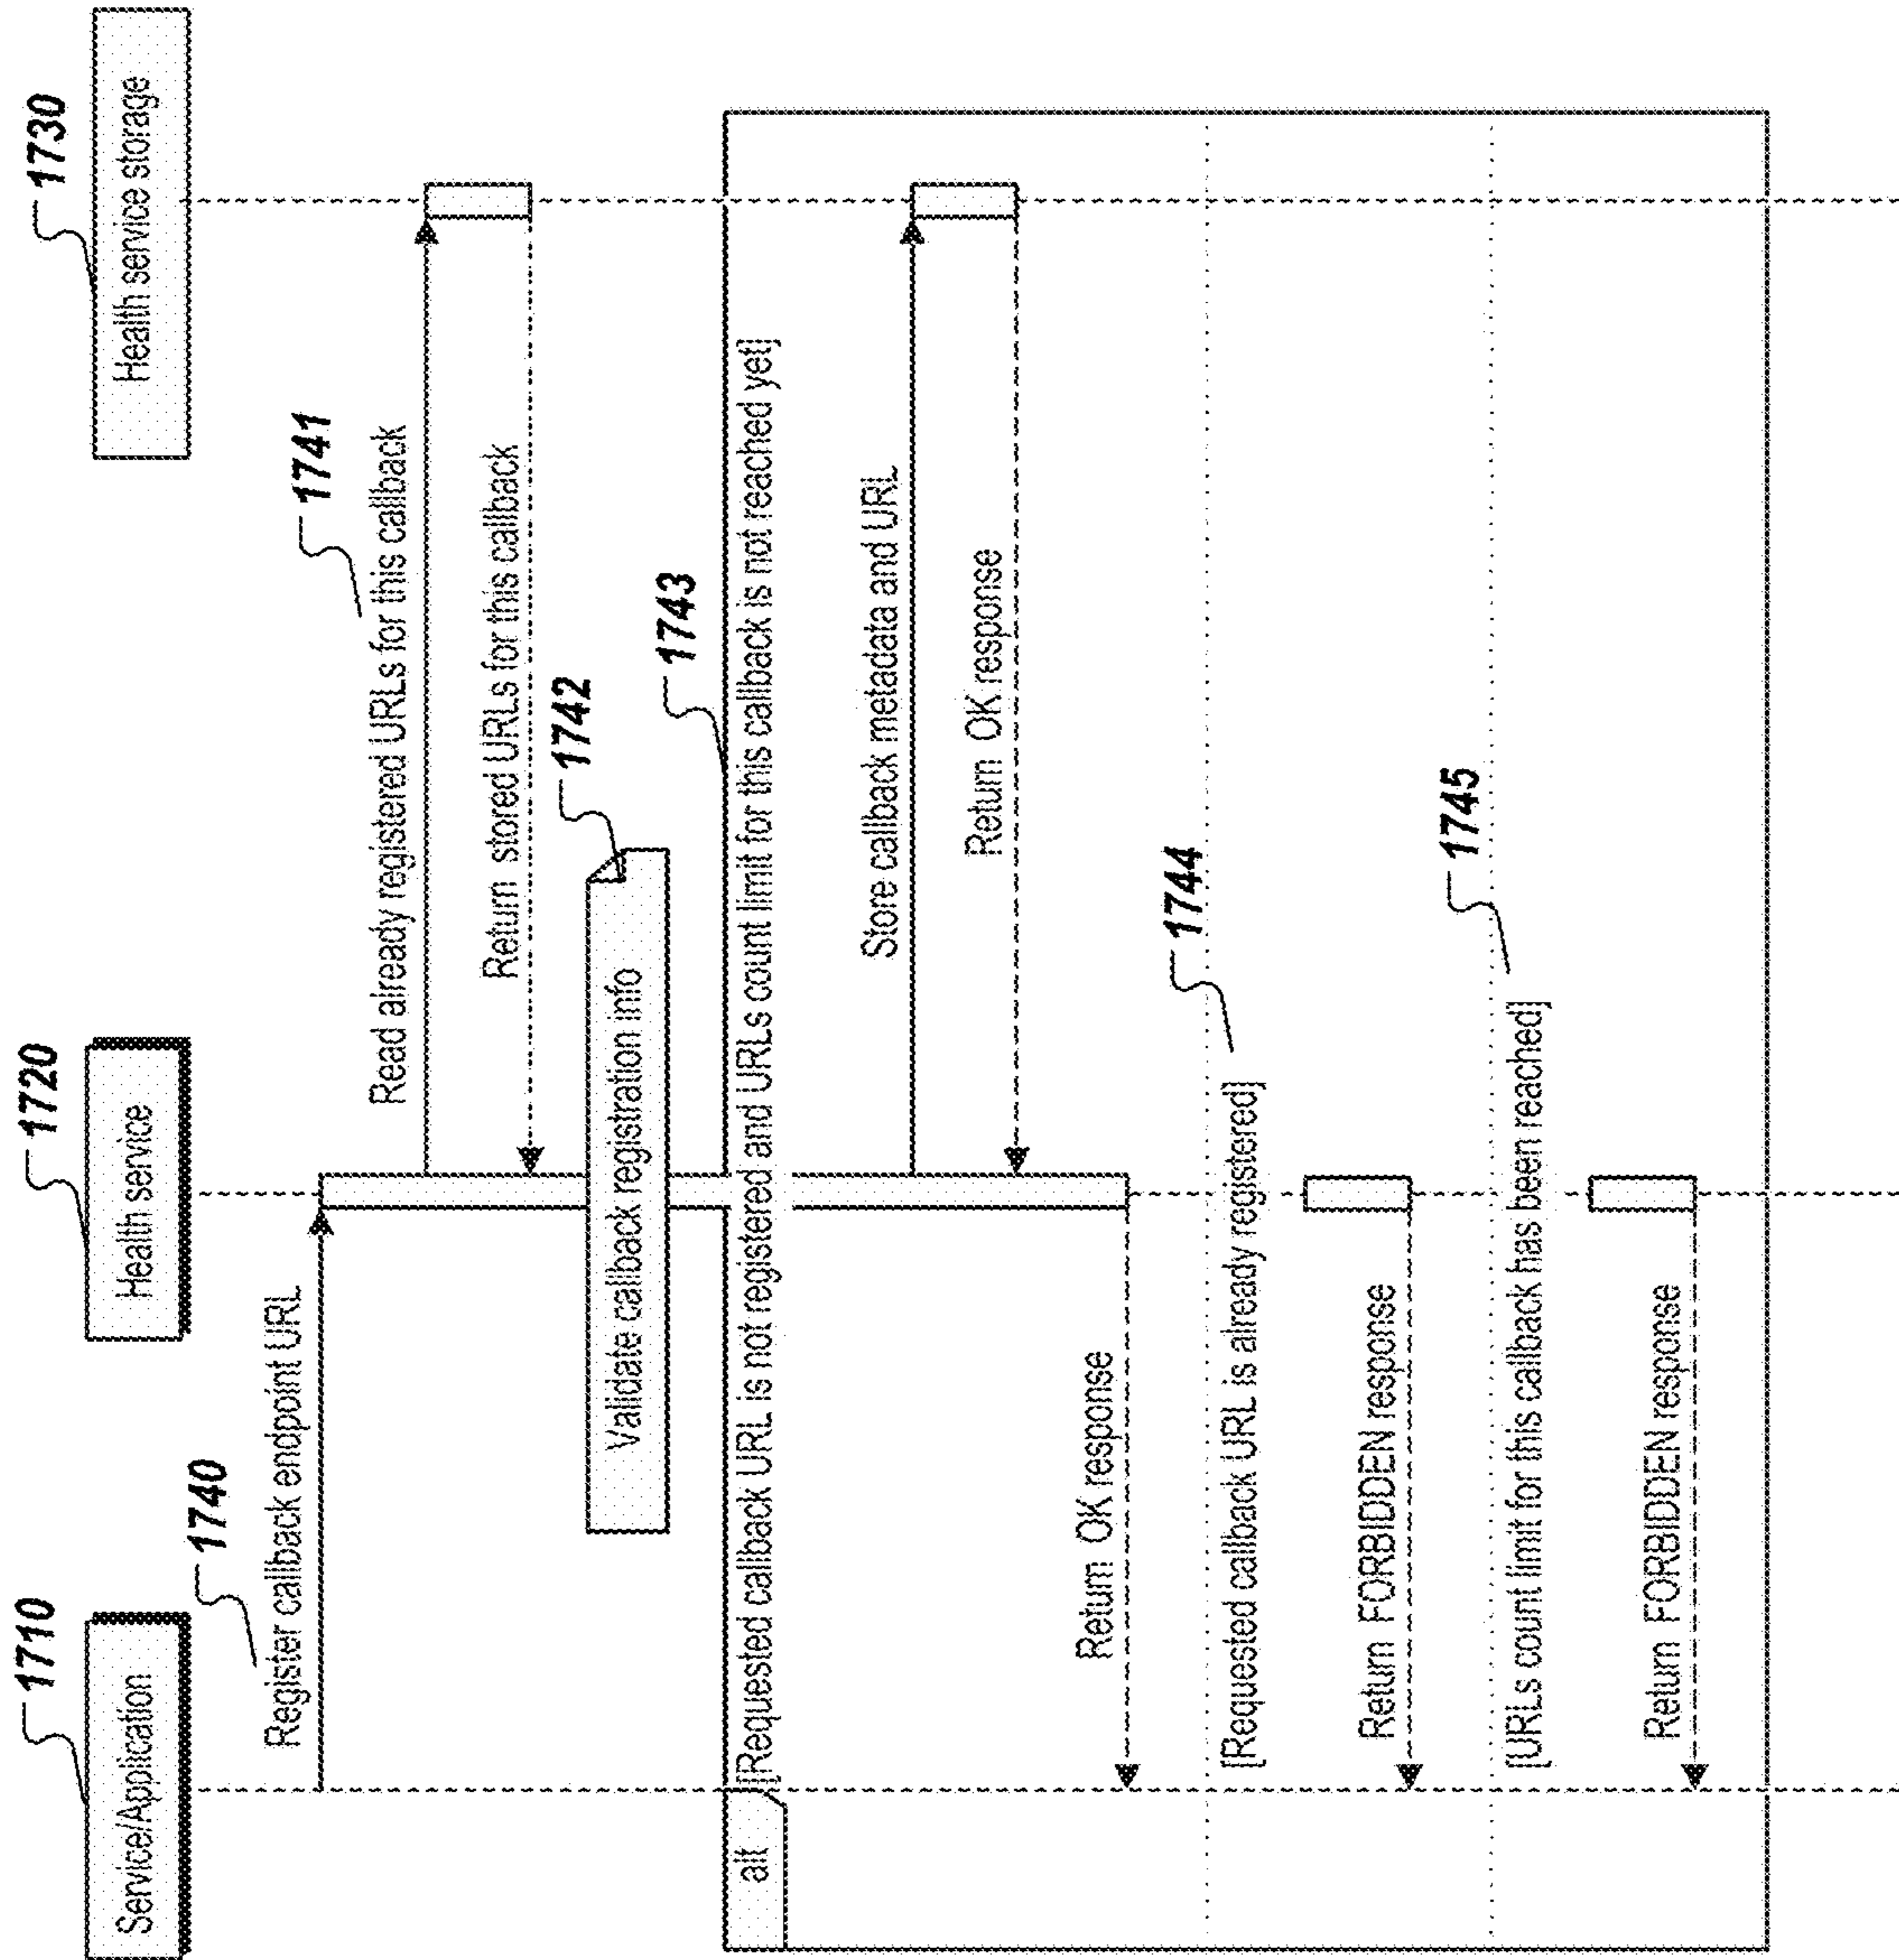 1710
Service/Application
1720
Health service
1730
Health service storage
1740
Register callback endpoint URL
1741
Read already registered URLs for this callback
Return stored URLs for this callback
1742
Validate callback registration info
1743
alt
[Requested callback URL is not registered and URLs count limit for this callback is not reached yet]
Store callback metadata and URL
Return OK response
Return OK response
1744
[Requested callback URL is already registered]
Return FORBIDDEN response
1745
[URLs count limit for this callback has been reached]
Return FORBIDDEN response